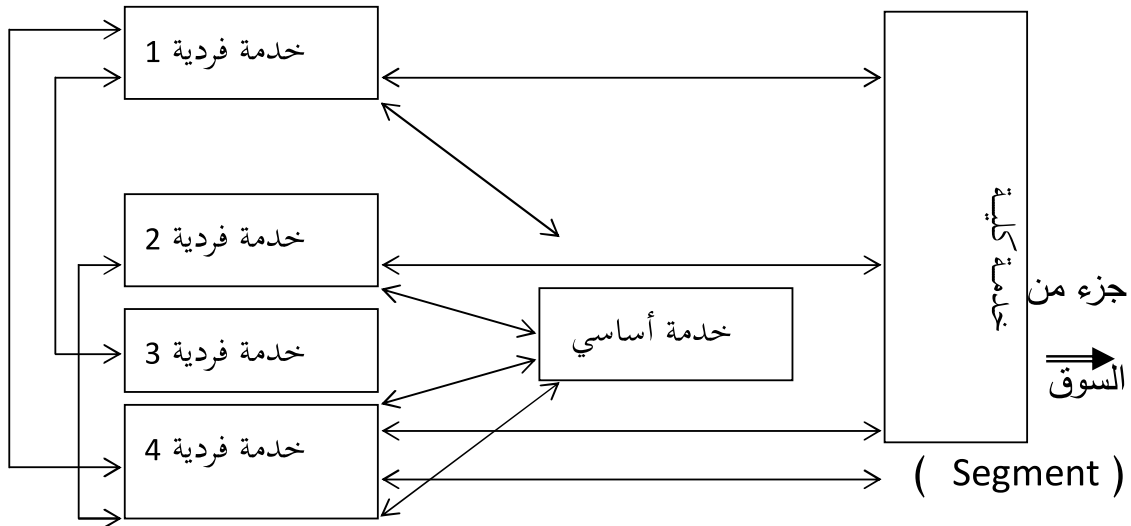 خدمة فردية 1
خدمة فردية 2
خدمة فردية 3
خدمة فردية 4
خدمة أساسي
خدمة كلية
جزء من
السوق
( Segment )